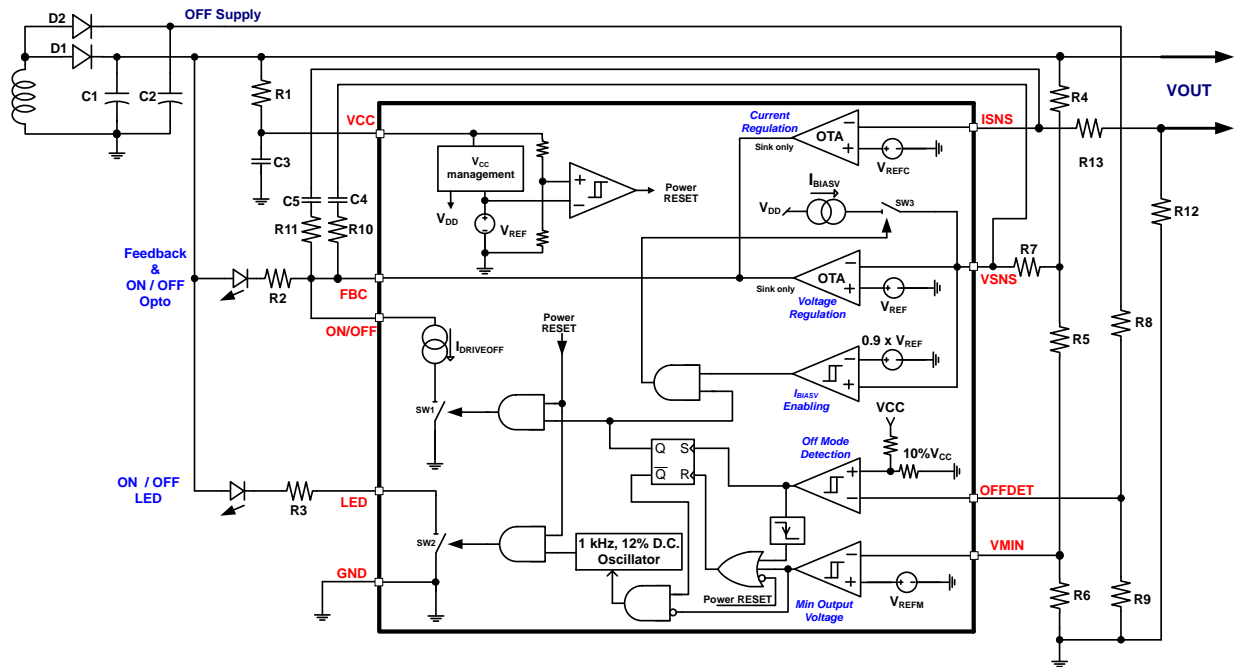 D2
OFF Supply
D1
C1
C2
R1
R4
VOUT
VCC
Current
Regulation
ISNS
OTA
Sink only
VREFC
R13
C3
VCC
management
VDD
VREF
Power
RESET
IBIASV
VDD
SW3
R12
C5
C4
R11
R10
Feedback
&
ON / OFF
Opto
R2
FBC
R7
VSNS
OTA
Sink only
VREF
Voltage
Regulation
ON/OFF
IDRIVEOFF
Power
RESET
R8
R5
0.9 x VREF
IBIASV
Enabling
SW1
VCC
Off Mode
Detection
10%VCC
Q
S
Q
R
OFFDET
ON / OFF
LED
R3
LED
SW2
1 kHz, 12% D.C.
Oscillator
VMIN
GND
Power RESET
Min Output
Voltage
VREFM
R6
R9